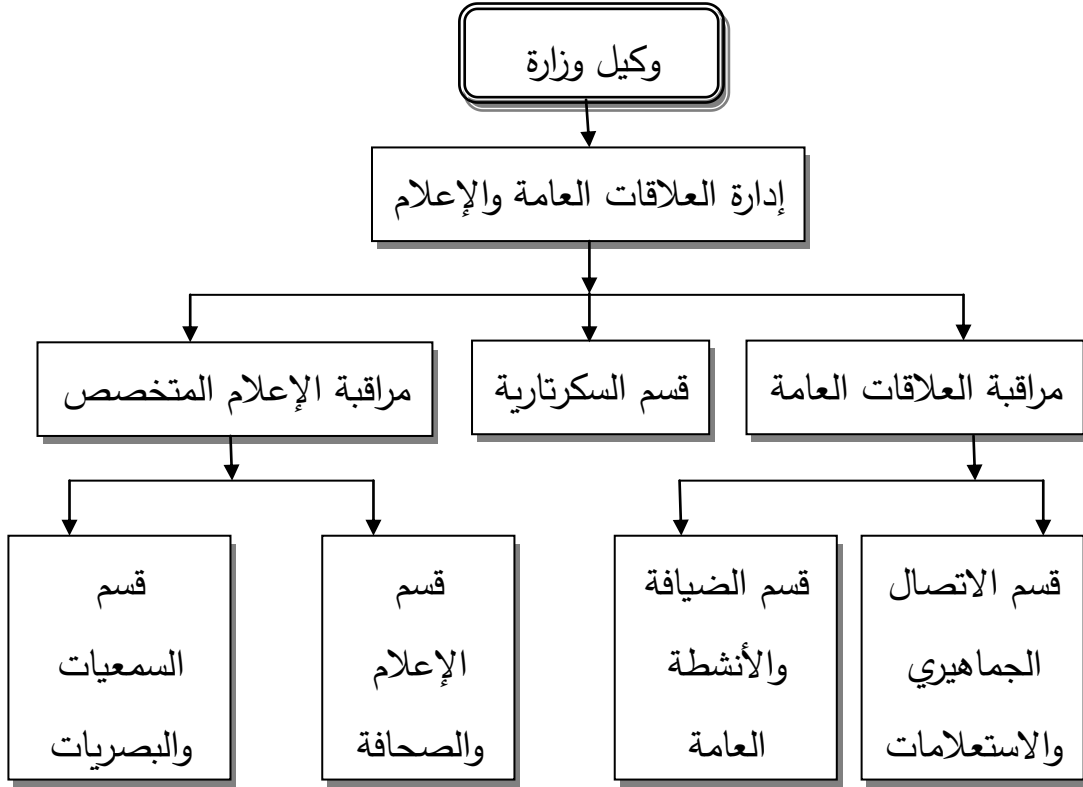 وكيل وزارة
إدارة العلاقات العامة والإعلام
مراقبة العلاقات العامة
قسم السكرتارية
مراقبة الإعلام المتخصص
قسم الاتصال
الجماهيري
والاستعلامات
قسم الضيافة
والأنشطة
العامة
قسم
الإعلام
والصحافة
قسم
السمعيات
والبصريات